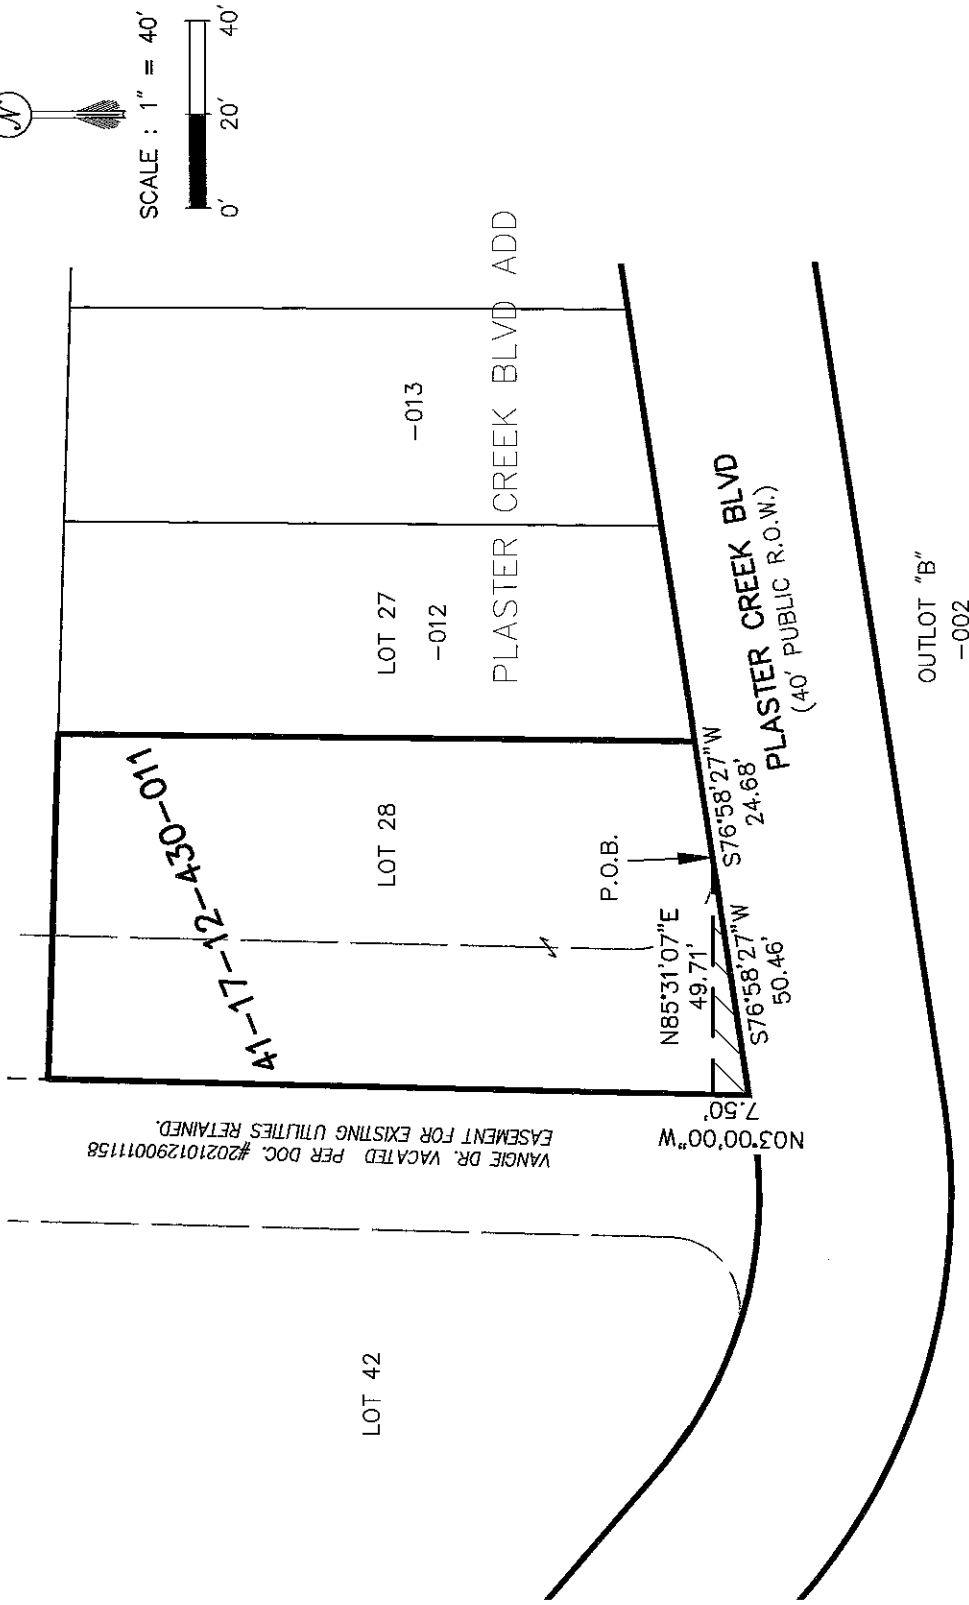 N
SCALE : 1" = 40'
0' 20' 40'
VANGIE DR. VACATED PER DOC. #202101290011158
EASEMENT FOR EXISTING UTILITIES RETAINED.
41-17-12-430-011
LOT 42
LOT 28
LOT 27
-012
-013
PLASTER CREEK BLVD ADD
P.O.B.
N85°31'07"E
49.71'
S76°58'27"W
50.46'
S76°58'27"W
24.68'
N03°00'00"W
7.50'
PLASTER CREEK BLVD
(40' PUBLIC R.O.W.)
OUTLOT "B"
-002